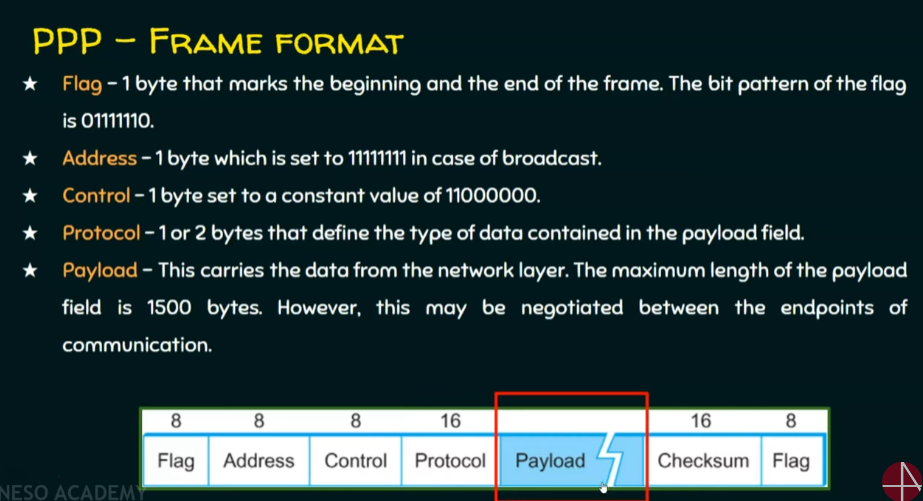 PPP – FRAME FORMAT
★ Flag – 1 byte that marks the beginning and the end of the frame. The bit pattern of the flag
is 01111110.
★ Address – 1 byte which is set to 11111111 in case of broadcast.
★ Control – 1 byte set to a constant value of 11000000.
★ Protocol – 1 or 2 bytes that define the type of data contained in the payload field.
★ Payload – This carries the data from the network layer. The maximum length of the payload
field is 1500 bytes. However, this may be negotiated between the endpoints of
communication.
8 8 8 16 16 8
Flag Address Control Protocol Payload Checksum Flag
NESO ACADEMY